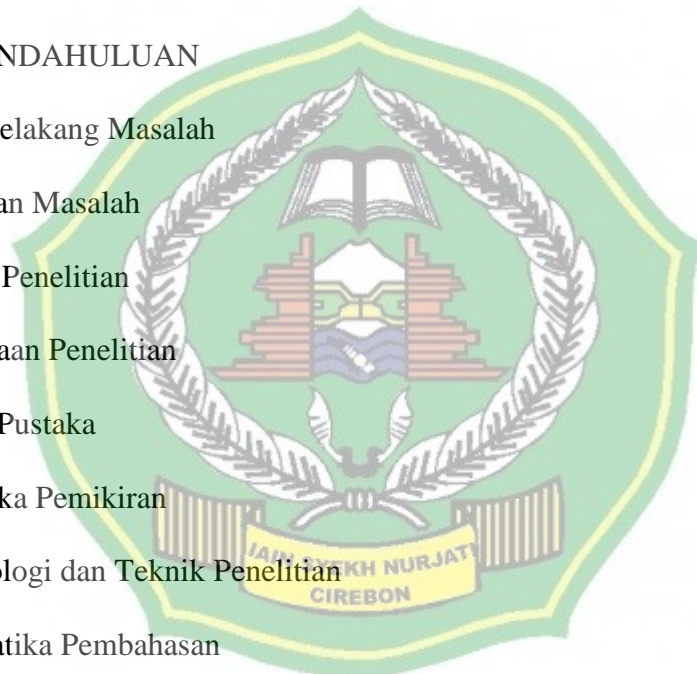 NDAHULUAN
elakang Masalah
an Masalah
Penelitian
aan Penelitian
Pustaka
ka Pemikiran
ologi dan Teknik Penelitian
IAIN SYEKH NURJATI
CIREBON
atika Pembahasan